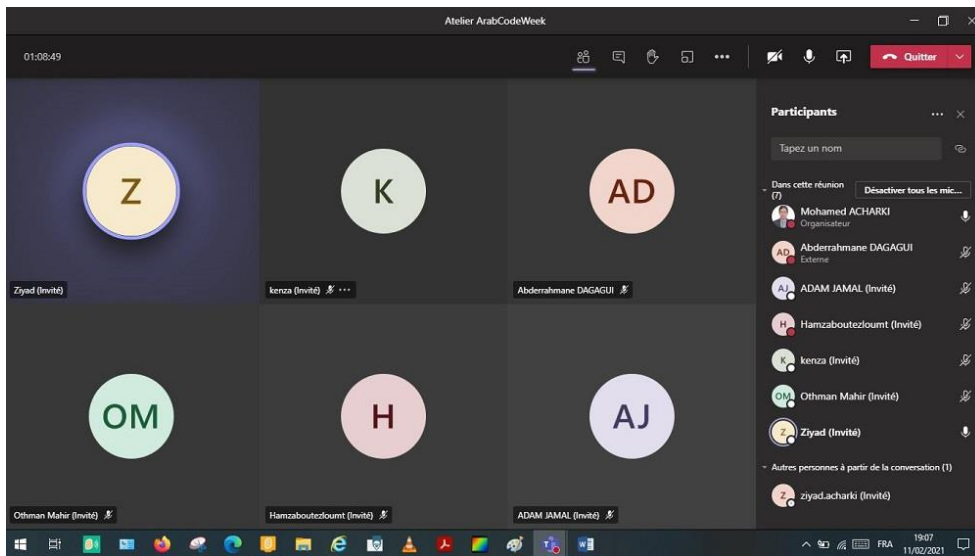 Atelier ArabCodeWeek
01:08:49
Quitter
Z
Ziyad (Invité)
K
kenza (Invité)
AD
Abderrahmane DAGAGUI
OM
Othman Mahir (Invité)
H
Hamzaboutezloumt (Invité)
AJ
ADAM JAMAL (Invité)
Participants
Tapez un nom
Dans cette réunion
(7)
Désactiver tous les mic...
Mohamed ACHARKI
Organisateur
AD
Abderrahmane DAGAGUI
Externe
AJ
ADAM JAMAL (Invité)
H
Hamzaboutezloumt (Invité)
K
kenza (Invité)
OM
Othman Mahir (Invité)
Z
Ziyad (Invité)
Autres personnes à partir de la conversation (1)
Z
ziyad.acharki (Invité)
FRA
19:07
11/02/2021